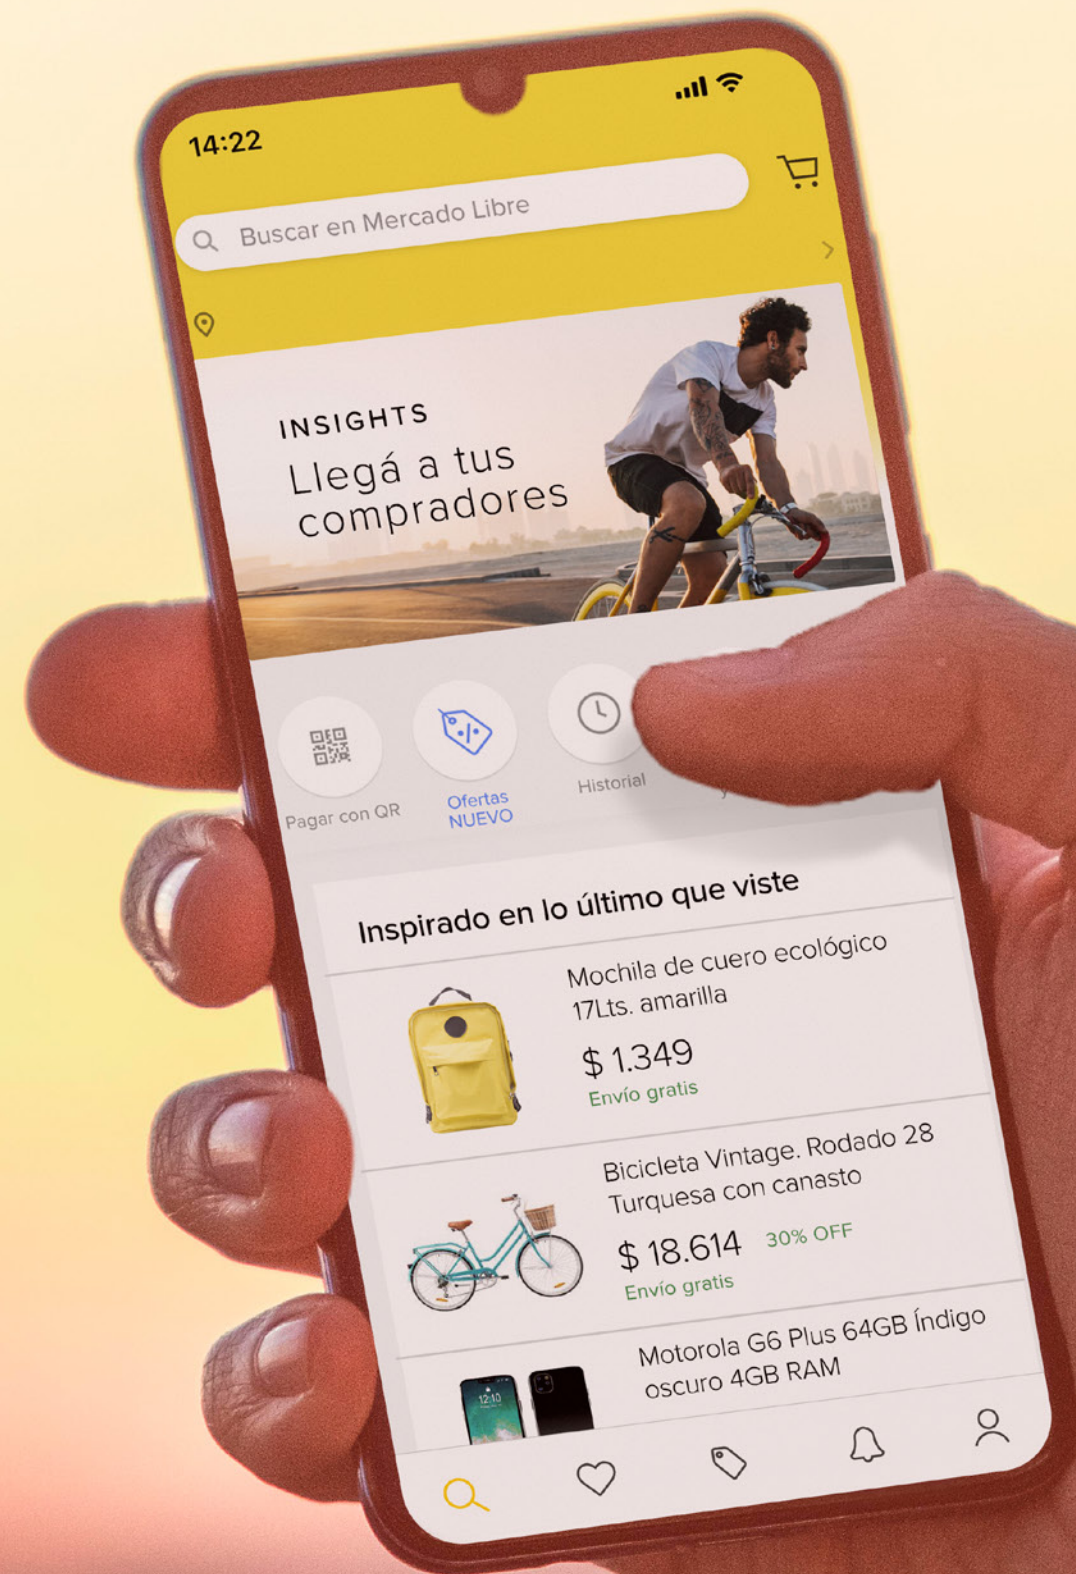 14:22
Buscar en Mercado Libre
INSIGHTS
Llegá a tus
compradores
Pagar con QR
Ofertas
NUEVO
Historial
y
Inspirado en lo último que viste
Mochila de cuero ecológico
17Lts. amarilla
$ 1.349
Envío gratis
Bicicleta Vintage. Rodado 28
Turquesa con canasto
$ 18.614 30% OFF
Envío gratis
Motorola G6 Plus 64GB Índigo
oscuro 4GB RAM
12:10